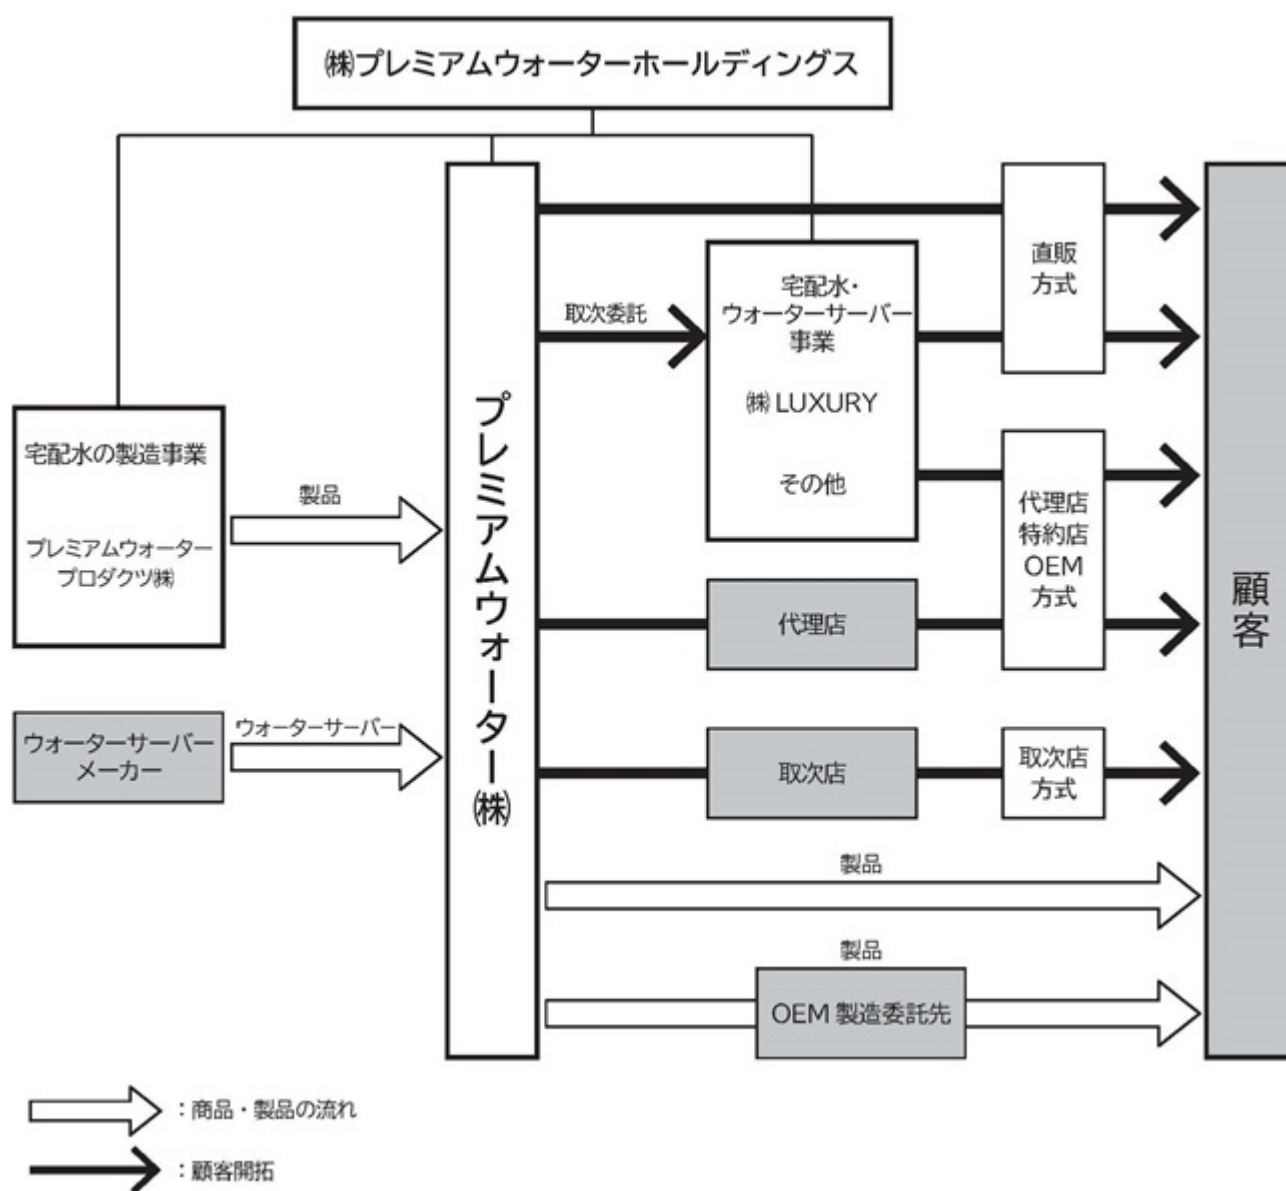 ㈱プレミアムウォーターホールディングス
宅配水の製造事業
プレミアムウォーター
プロダクツ㈱
製品
ウォーターサーバー
メーカー
ウォーターサーバー
プレミアムウォーター㈱
取次委託
宅配水・
ウォーターサーバー
事業
㈱LUXURY
その他
代理店
取次店
直販
方式
代理店
特約店
OEM
方式
取次店
方式
製品
製品
OEM 製造委託先
顧客
：商品・製品の流れ
：顧客開拓